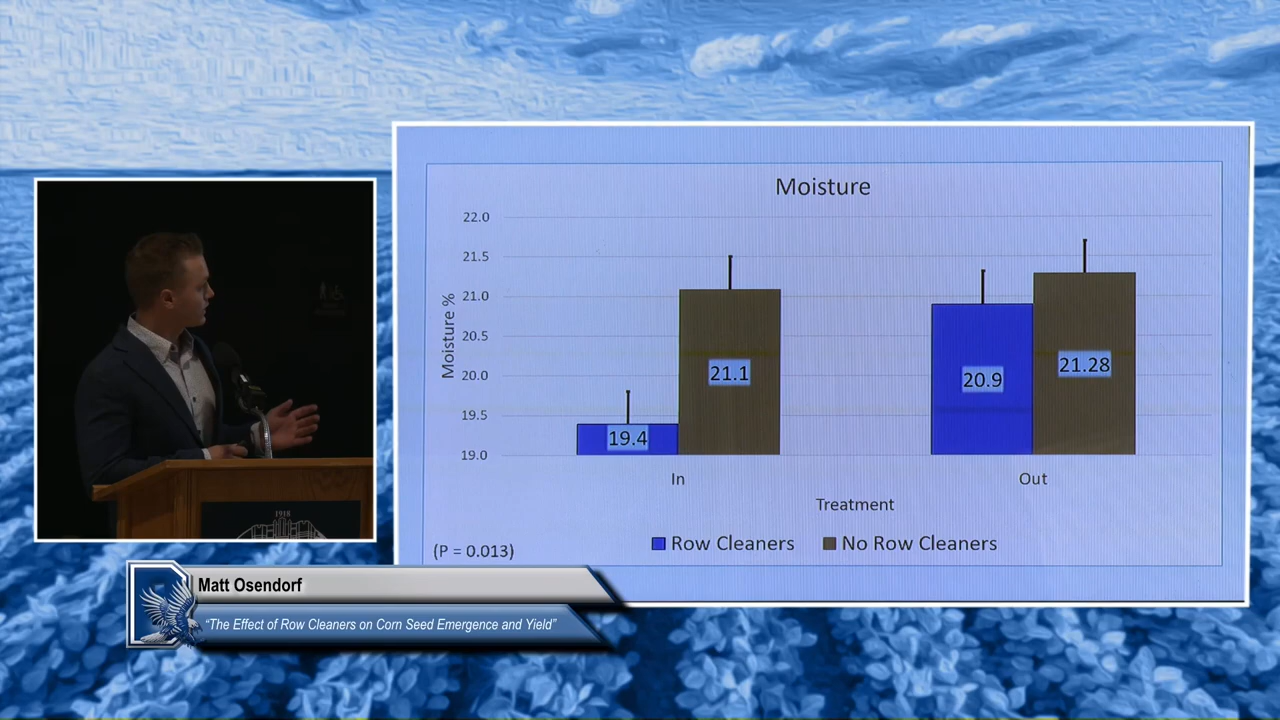 Moisture
22.0
21.5
21.0
20.5
20.0
19.5
19.0
Moisture %
19.4
21.1
20.9
21.28
In
Out
Treatment
Row Cleaners
No Row Cleaners
(P = 0.013)
1918
Matt Osendorf
“The Effect of Row Cleaners on Corn Seed Emergence and Yield”